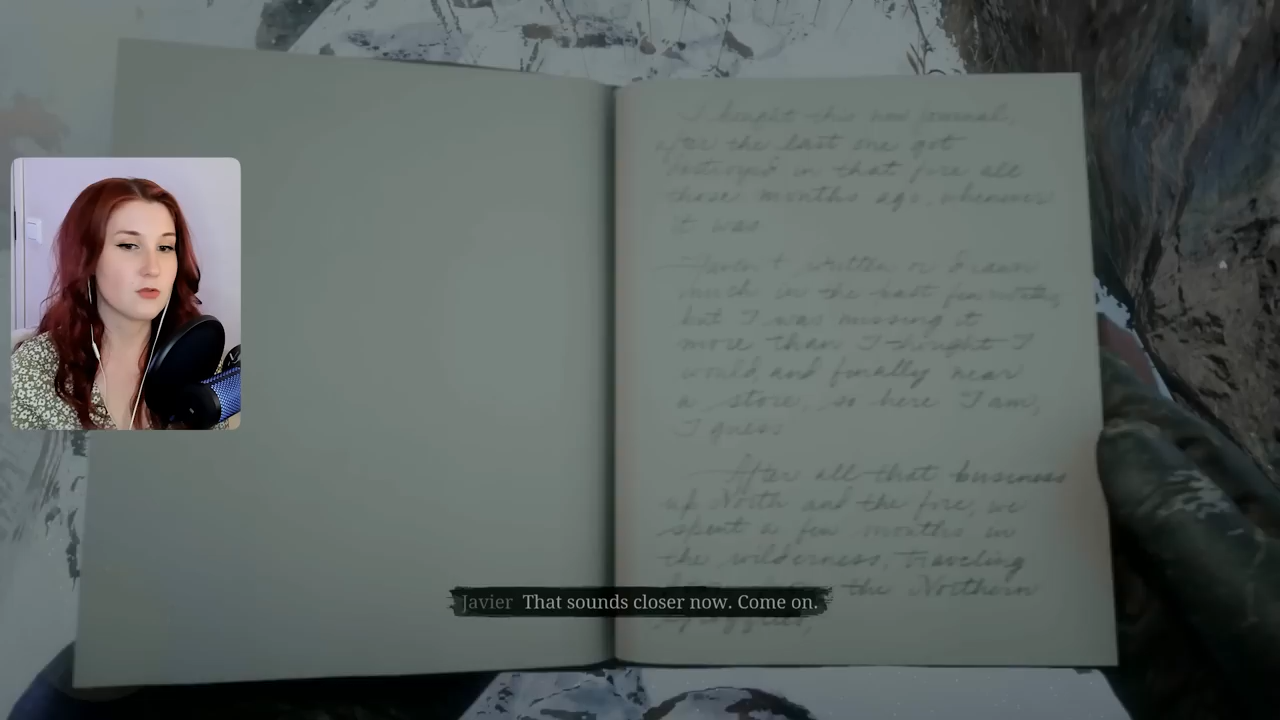 I bought this new journal
after the last one got
destroyed in that fire all
those months ago, whenever
it was
Haven't written or drawn
much in the last few months,
but I was missing it
more than I thought I
would and finally near
a store, so here I am,
I guess
After all that business
up North and the fire, we
spent a few months in
the wilderness, traveling
the Northern
Javier That sounds closer now. Come on.